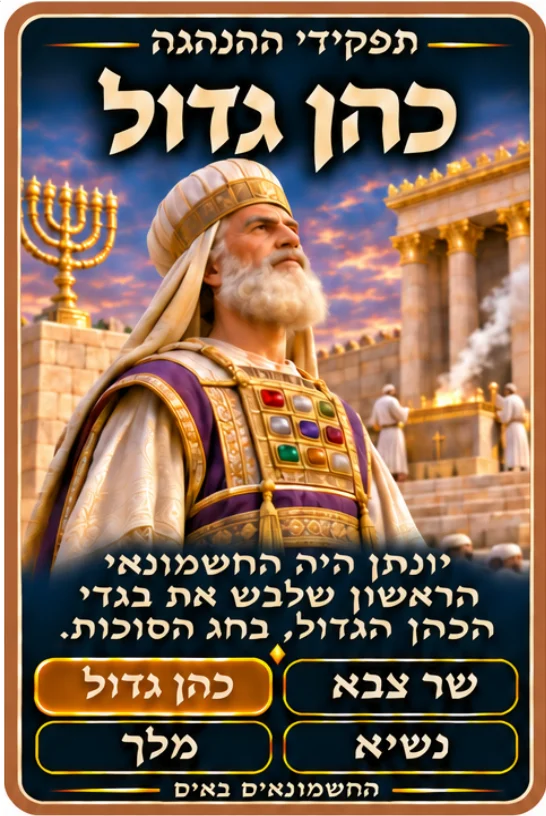 תפקידי ההנהגה
כהן גדול
יונתן היה החשמונאי
הראשון שלבש את בגדי
הכהן הגדול, בחג הסוכות.
שר צבא
כהן גדול
נשיא
מלך
החשמונאים באים